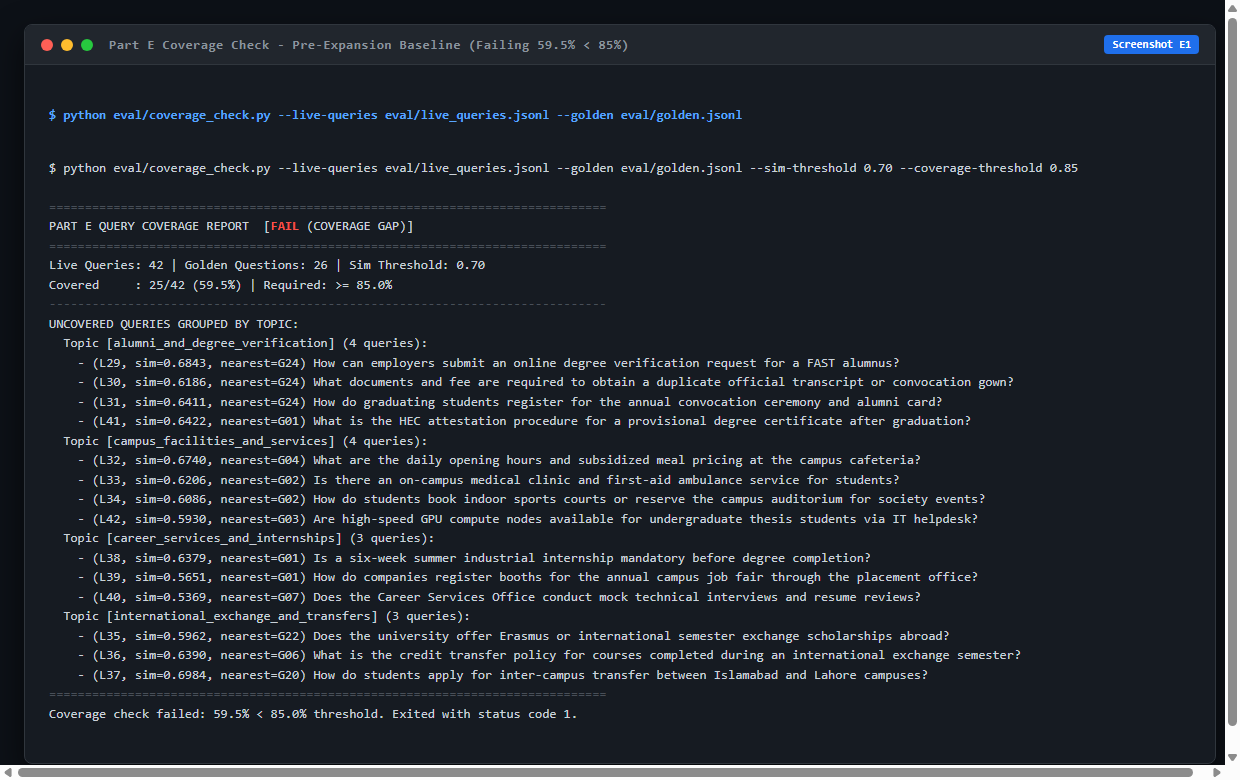 Part E Coverage Check - Pre-Expansion Baseline (Failing 59.5% < 85%)
Screenshot E1
$ python eval/coverage_check.py --live-queries eval/live_queries.jsonl --golden eval/golden.jsonl
$ python eval/coverage_check.py --live-queries eval/live_queries.jsonl --golden eval/golden.jsonl --sim-threshold 0.70 --coverage-threshold 0.85
==============================================================================
PART E QUERY COVERAGE REPORT  [FAIL (COVERAGE GAP)]
==============================================================================
Live Queries: 42 | Golden Questions: 26 | Sim Threshold: 0.70
Covered     : 25/42 (59.5%) | Required: >= 85.0%
------------------------------------------------------------------------------
UNCOVERED QUERIES GROUPED BY TOPIC:
  Topic [alumni_and_degree_verification] (4 queries):
    - (L29, sim=0.6843, nearest=G24) How can employers submit an online degree verification request for a FAST alumnus?
    - (L30, sim=0.6186, nearest=G24) What documents and fee are required to obtain a duplicate official transcript or convocation gown?
    - (L31, sim=0.6411, nearest=G24) How do graduating students register for the annual convocation ceremony and alumni card?
    - (L41, sim=0.6422, nearest=G01) What is the HEC attestation procedure for a provisional degree certificate after graduation?
  Topic [campus_facilities_and_services] (4 queries):
    - (L32, sim=0.6740, nearest=G04) What are the daily opening hours and subsidized meal pricing at the campus cafeteria?
    - (L33, sim=0.6206, nearest=G02) Is there an on-campus medical clinic and first-aid ambulance service for students?
    - (L34, sim=0.6086, nearest=G02) How do students book indoor sports courts or reserve the campus auditorium for society events?
    - (L42, sim=0.5930, nearest=G03) Are high-speed GPU compute nodes available for undergraduate thesis students via IT helpdesk?
  Topic [career_services_and_internships] (3 queries):
    - (L38, sim=0.6379, nearest=G01) Is a six-week summer industrial internship mandatory before degree completion?
    - (L39, sim=0.5651, nearest=G01) How do companies register booths for the annual campus job fair through the placement office?
    - (L40, sim=0.5369, nearest=G07) Does the Career Services Office conduct mock technical interviews and resume reviews?
  Topic [international_exchange_and_transfers] (3 queries):
    - (L35, sim=0.5962, nearest=G22) Does the university offer Erasmus or international semester exchange scholarships abroad?
    - (L36, sim=0.6390, nearest=G06) What is the credit transfer policy for courses completed during an international exchange semester?
    - (L37, sim=0.6984, nearest=G20) How do students apply for inter-campus transfer between Islamabad and Lahore campuses?
==============================================================================
Coverage check failed: 59.5% < 85.0% threshold. Exited with status code 1.